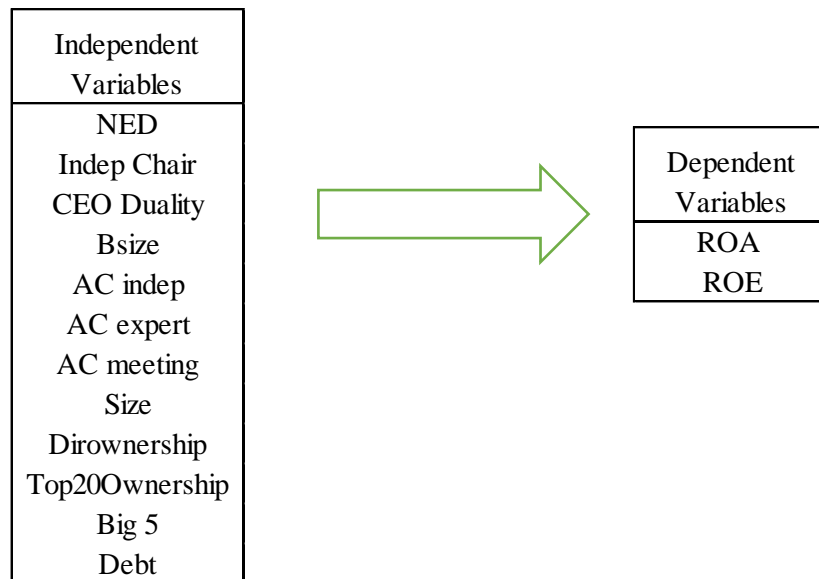 Independent
Variables
NED
Indep Chair
CEO Duality
Bsize
AC indep
AC expert
AC meeting
Size
Dirownership
Top20Ownership
Big 5
Debt
Dependent
Variables
ROA
ROE